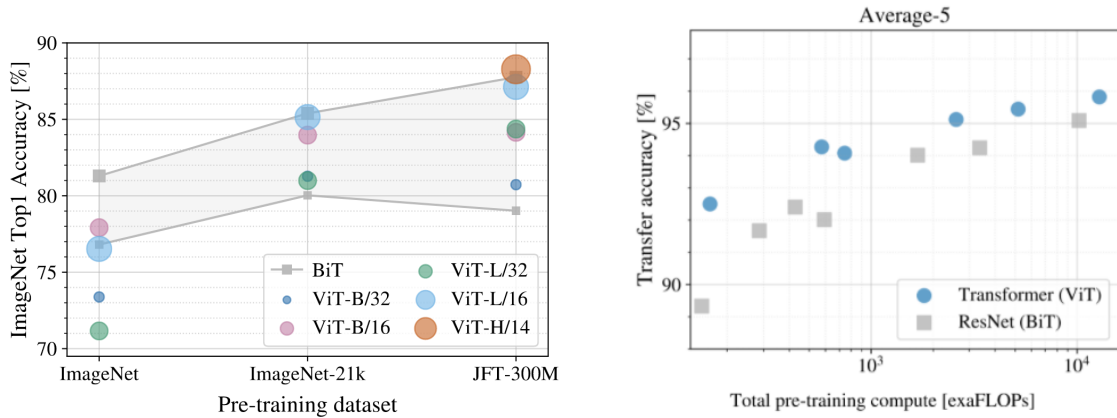 90
85
80
75
70
ImageNet Top1 Accuracy [%]
BiT
ViT-B/32
ViT-B/16
ViT-L/32
ViT-L/16
ViT-H/14
ImageNet
ImageNet-21k
JFT-300M
Pre-training dataset
Average-5
95
90
Transfer accuracy [%]
Transformer (ViT)
ResNet (BiT)
10³
10⁴
Total pre-training compute [exaFLOPs]